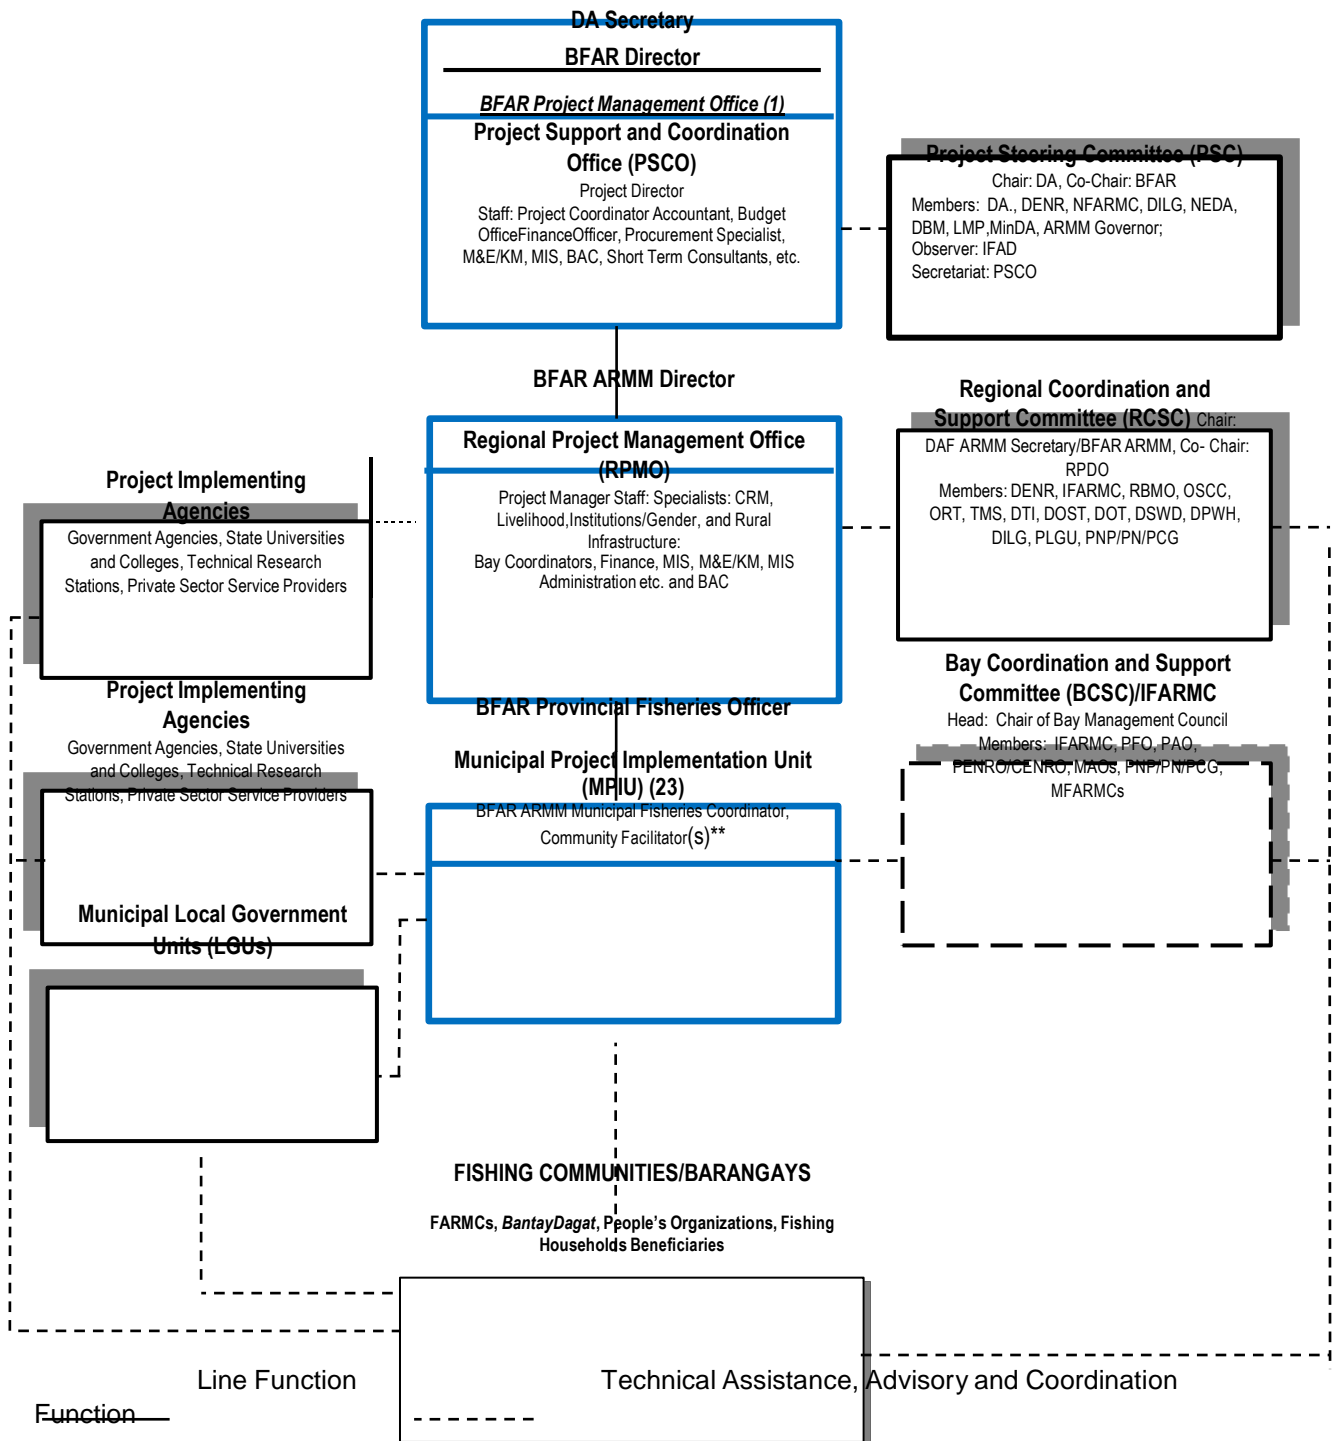 DA Secretary
BFAR Director
BFAR Project Management Office (1)
Project Support and Coordination
Office (PSCO)
Project Director
Staff: Project Coordinator Accountant, Budget
OfficeFinanceOfficer, Procurement Specialist,
M&E/KM, MIS, BAC, Short Term Consultants, etc.
Project Steering Committee (PSC)
Chair: DA, Co-Chair: BFAR
Members: DA., DENR, NFARMC, DILG, NEDA,
DBM, LMP,MinDA, ARMM Governor;
Observer: IFAD
Secretariat: PSCO
BFAR ARMM Director
Regional Project Management Office
(RPMO)
Project Manager Staff: Specialists: CRM,
Livelihood,Institutions/Gender, and Rural
Infrastructure:
Bay Coordinators, Finance, MIS, M&E/KM, MIS
Administration etc. and BAC
Regional Coordination and
Support Committee (RCSC) Chair:
DAF ARMM Secretary/BFAR ARMM, Co- Chair:
RPDO
Members: DENR, IFARMC, RBMO, OSCC,
ORT, TMS, DTI, DOST, DOT, DSWD, DPWH,
DILG, PLGU, PNP/PN/PCG
Project Implementing
Agencies
Government Agencies, State Universities
and Colleges, Technical Research
Stations, Private Sector Service Providers
Bay Coordination and Support
Committee (BCSC)/IFARMC
Head: Chair of Bay Management Council
Members: IFARMC, PFO, PAO,
PENRO/CENRO, MAOs, PNP/PN/PCG,
MFARMCs
Project Implementing
Agencies
Government Agencies, State Universities
and Colleges, Technical Research
Stations, Private Sector Service Providers
BFAR Provincial Fisheries Officer
Municipal Project Implementation Unit
(MPIU) (23)
BFAR ARMM Municipal Fisheries Coordinator,
Community Facilitator(s)**
Municipal Local Government
Units (LGUs)
FISHING COMMUNITIES/BARANGAYS
FARMCs, BantayDagat, People's Organizations, Fishing
Households Beneficiaries
Line Function
Technical Assistance, Advisory and Coordination
Function